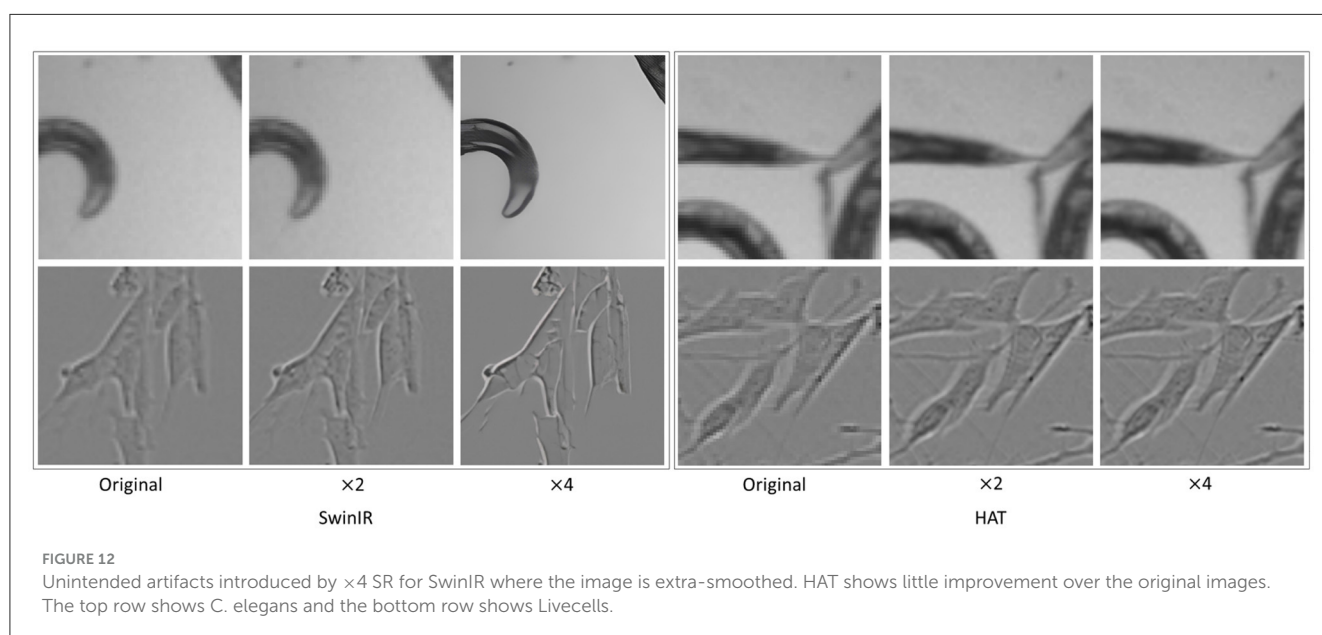 Original ×2 ×4 Original ×2 ×4
SwinIR HAT
FIGURE 12
Unintended artifacts introduced by ×4 SR for SwinIR where the image is extra-smoothed. HAT shows little improvement over the original images.
The top row shows C. elegans and the bottom row shows Livecells.